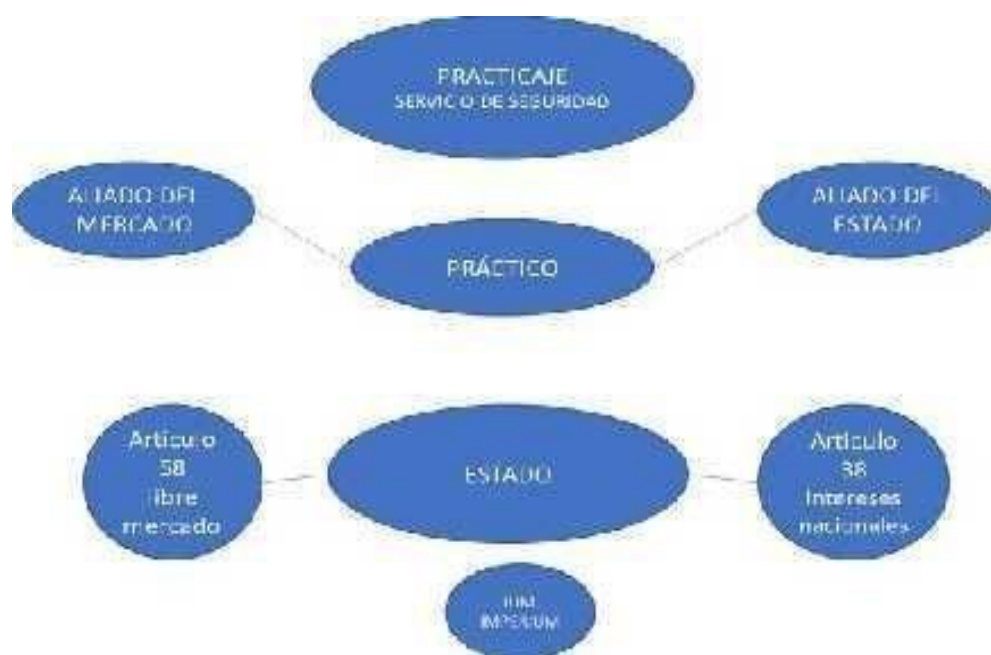 PRACTICAJE
SERVICIO DE SEGURIDAD
ALIADO DEL
MERCADO
ALIADO DEL
ESTADO
PRÁCTICO
Artículo
58
libre
mercado
ESTADO
Artículo
38
Intereses
nacionales
IMPERIUM